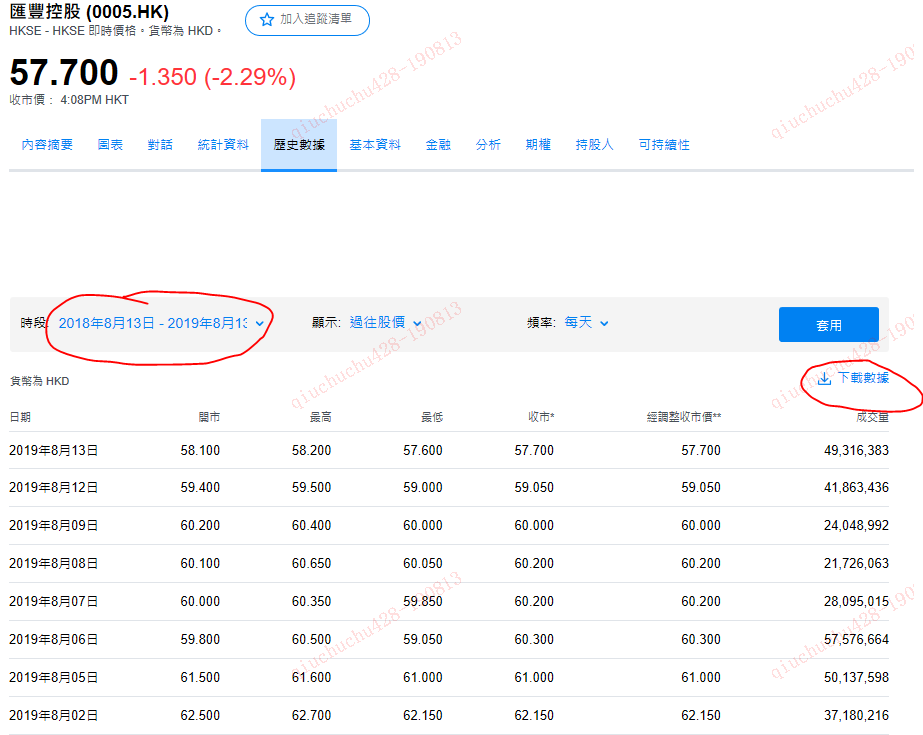 匯豐控股 (0005.HK)
加入追蹤清單
HKSE - HKSE 即時價格。貨幣為 HKD。
57.700 -1.350 (-2.29%)
收市價： 4:08PM HKT
內容摘要 圖表 對話 統計資料 歷史數據 基本資料 金融 分析 期權 持股人 可持續性
時段: 2018年8月13日 - 2019年8月13 顯示: 過往股價 頻率: 每天 套用
貨幣為 HKD 下載數據
日期 開市 最高 最低 收市* 經調整收市價** 成交量
2019年8月13日 58.100 58.200 57.600 57.700 57.700 49,316,383
2019年8月12日 59.400 59.500 59.000 59.050 59.050 41,863,436
2019年8月09日 60.200 60.400 60.000 60.000 60.000 24,048,992
2019年8月08日 60.100 60.650 60.050 60.200 60.200 21,726,063
2019年8月07日 60.000 60.350 59.850 60.200 60.200 28,095,015
2019年8月06日 59.800 60.500 59.050 60.300 60.300 57,576,664
2019年8月05日 61.500 61.600 61.000 61.000 61.000 50,137,598
2019年8月02日 62.500 62.700 62.150 62.150 62.150 37,180,216
qiuchuchu428-190813
qiuchuchu428-190813
qiuchuchu428-190813
qiuchuchu428-190813
qiuchuchu428-190813
qiuchuchu428-190813